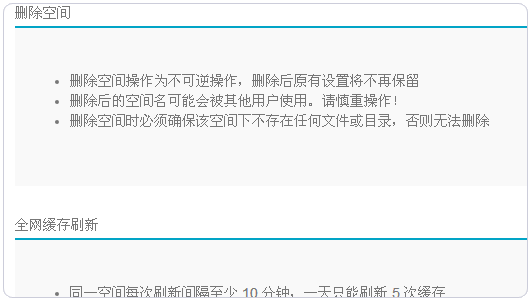 删除空间
删除空间操作为不可逆操作，删除后原有设置将不再保留
删除后的空间名可能会被其他用户使用。请慎重操作！
删除空间时必须确保该空间下不存在任何文件或目录，否则无法删除
全网缓存刷新
同一空间每次刷新间隔至少 10 分钟，一天只能刷新 5 次缓存